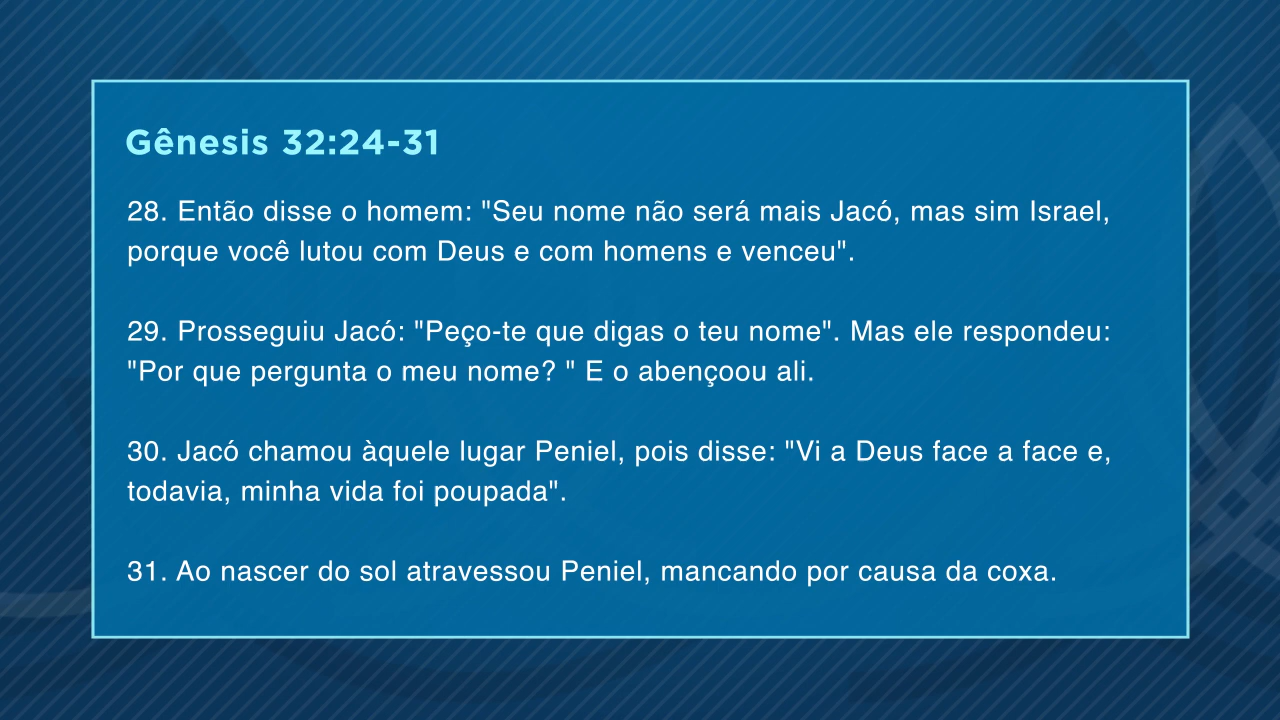 Gênesis 32:24-31
28. Então disse o homem: "Seu nome não será mais Jacó, mas sim Israel,
porque você lutou com Deus e com homens e venceu".
29. Prosseguiu Jacó: "Peço-te que digas o teu nome". Mas ele respondeu:
"Por que pergunta o meu nome? " E o abençoou ali.
30. Jacó chamou àquele lugar Peniel, pois disse: "Vi a Deus face a face e,
todavia, minha vida foi poupada".
31. Ao nascer do sol atravessou Peniel, mancando por causa da coxa.